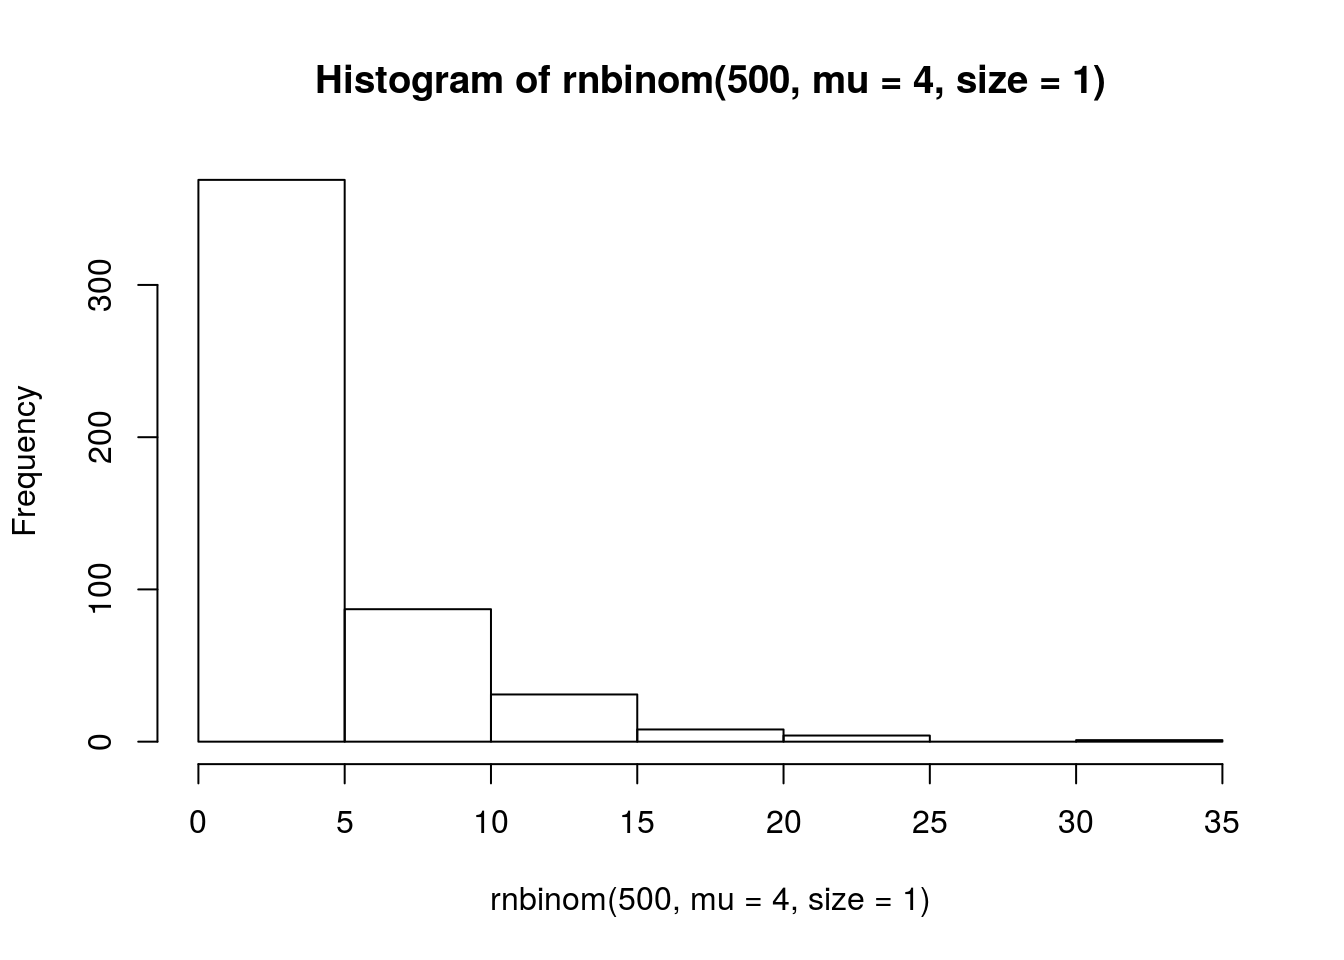 Histogram of rnbinom(500, mu = 4, size = 1)
Frequency
300
200
100
0
0 5 10 15 20 25 30 35
rnbinom(500, mu = 4, size = 1)